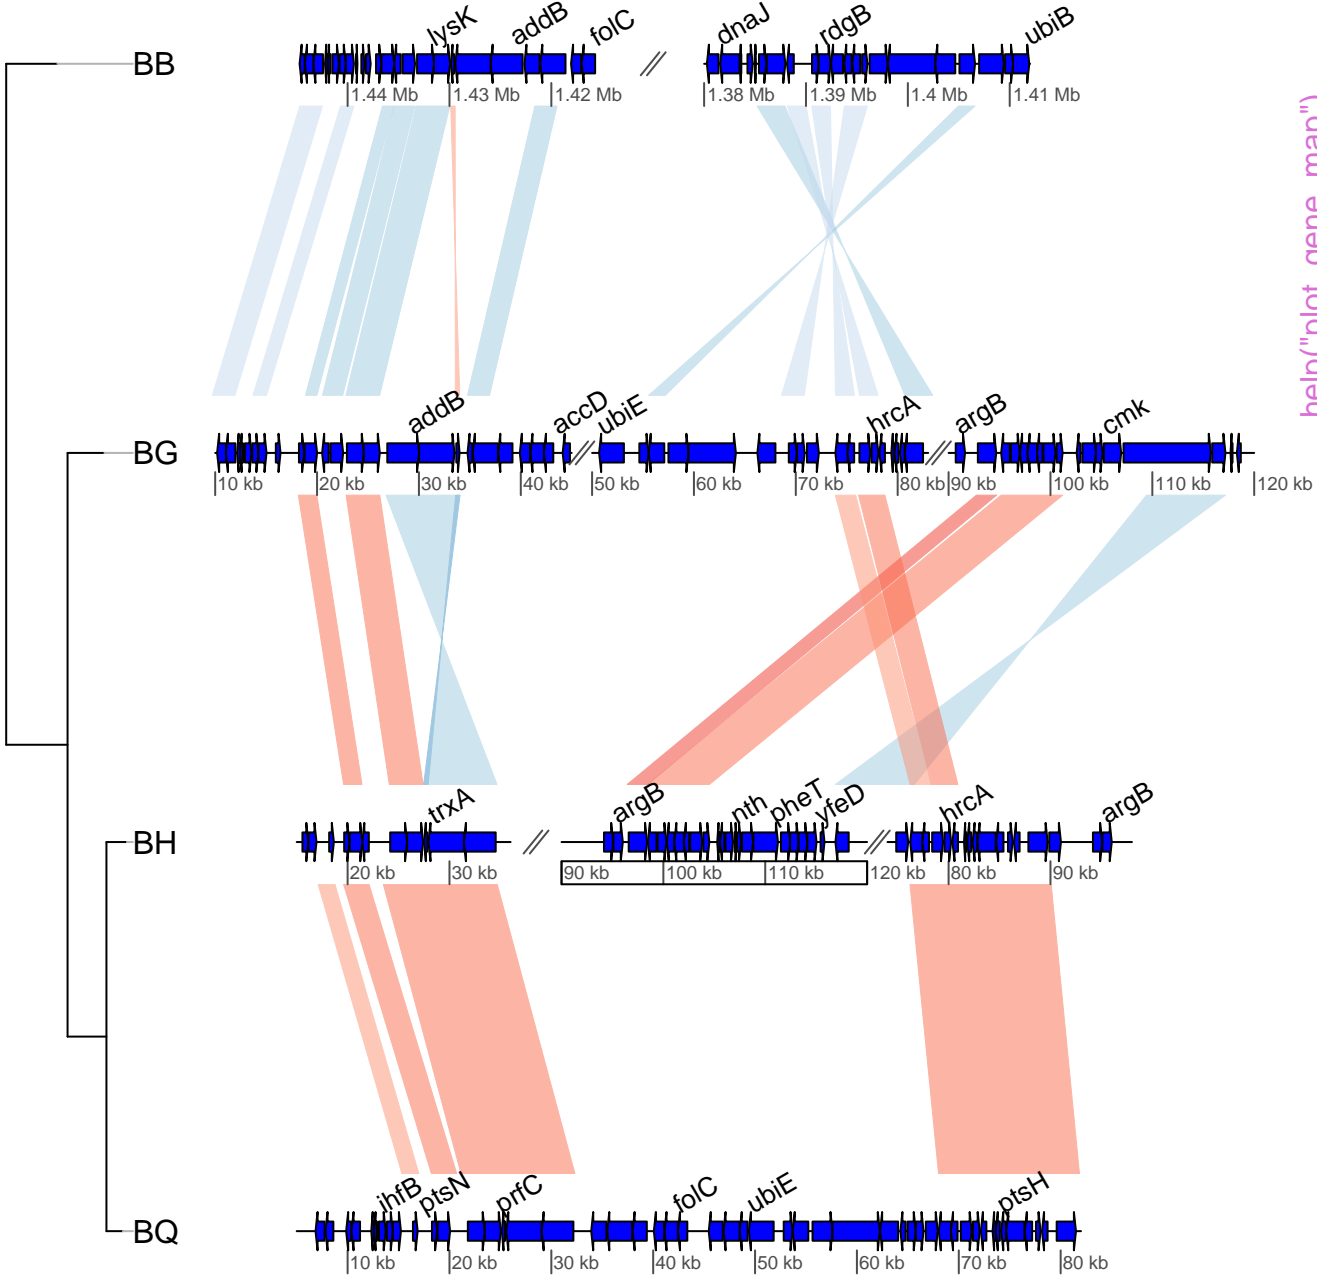 lysK addB folC dnaJ rdgB ubiB
BB
1.44 Mb 1.43 Mb 1.42 Mb 1.38 Mb 1.39 Mb 1.4 Mb 1.41 Mb
help("plot_gene_map")
addB accD ubiE hrcA argB cmk
BG
10 kb 20 kb 30 kb 40 kb 50 kb 60 kb 70 kb 80 kb 90 kb 100 kb 110 kb 120 kb
trxA argB nth pheT yfeD hrcA argB
BH
20 kb 30 kb 90 kb 100 kb 110 kb 120 kb 80 kb 90 kb
ihfB ptsN prfC folC ubiE ptsH
BQ
10 kb 20 kb 30 kb 40 kb 50 kb 60 kb 70 kb 80 kb